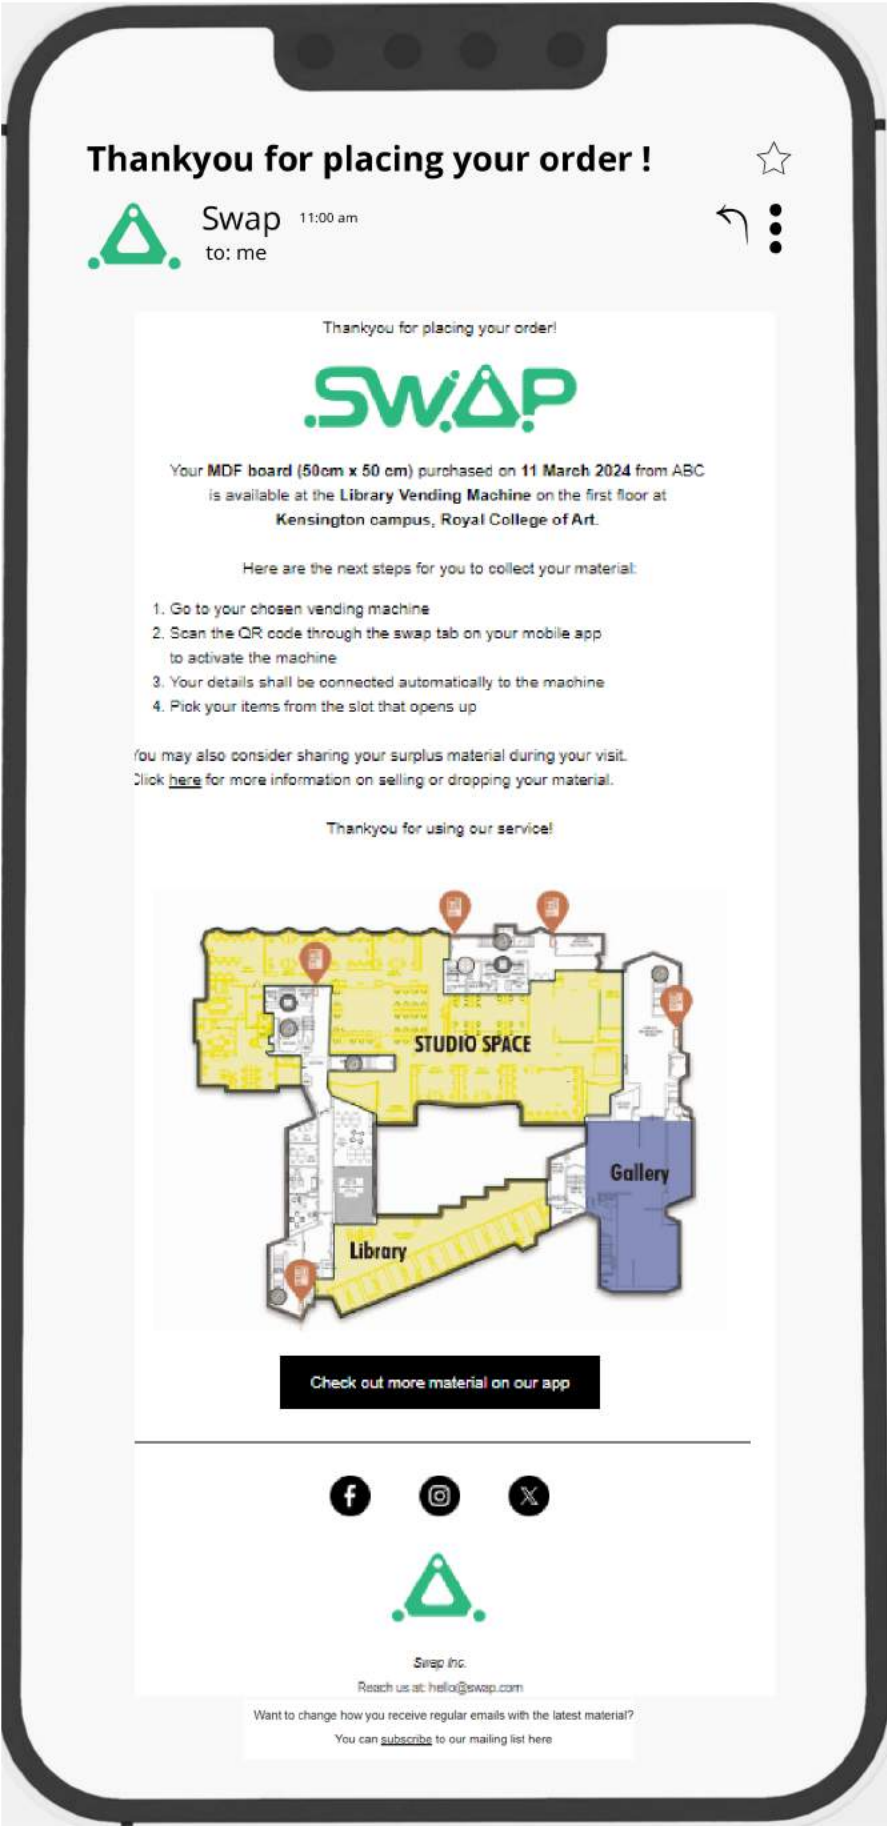 Thankyou for placing your order !
Swap 11:00 am
to: me
Thankyou for placing your order!
SWAP
Your MDF board (50cm x 50 cm) purchased on 11 March 2024 from ABC
is available at the Library Vending Machine on the first floor at
Kensington campus, Royal College of Art.
Here are the next steps for you to collect your material:
1. Go to your chosen vending machine
2. Scan the QR code through the swap tab on your mobile app
to activate the machine
3. Your details shall be connected automatically to the machine
4. Pick your items from the slot that opens up
You may also consider sharing your surplus material during your visit.
Click here for more information on selling or dropping your material.
Thankyou for using our service!
STUDIO SPACE
Gallery
Library
Check out more material on our app
Swap Inc.
Reach us at: hello@swap.com
Want to change how you receive regular emails with the latest material?
You can subscribe to our mailing list here